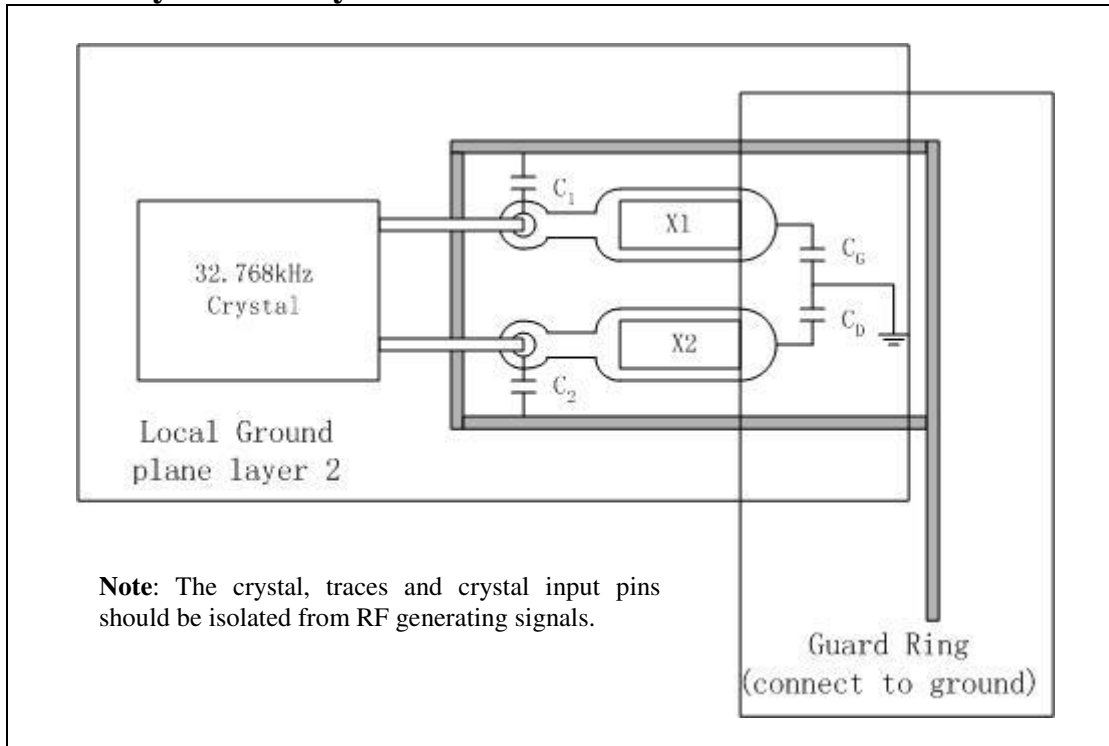 C1
X1
CG
32.768kHz
Crystal
CD
X2
C2
Local Ground
plane layer 2
Note: The crystal, traces and crystal input pins
should be isolated from RF generating signals.
Guard Ring
(connect to ground)